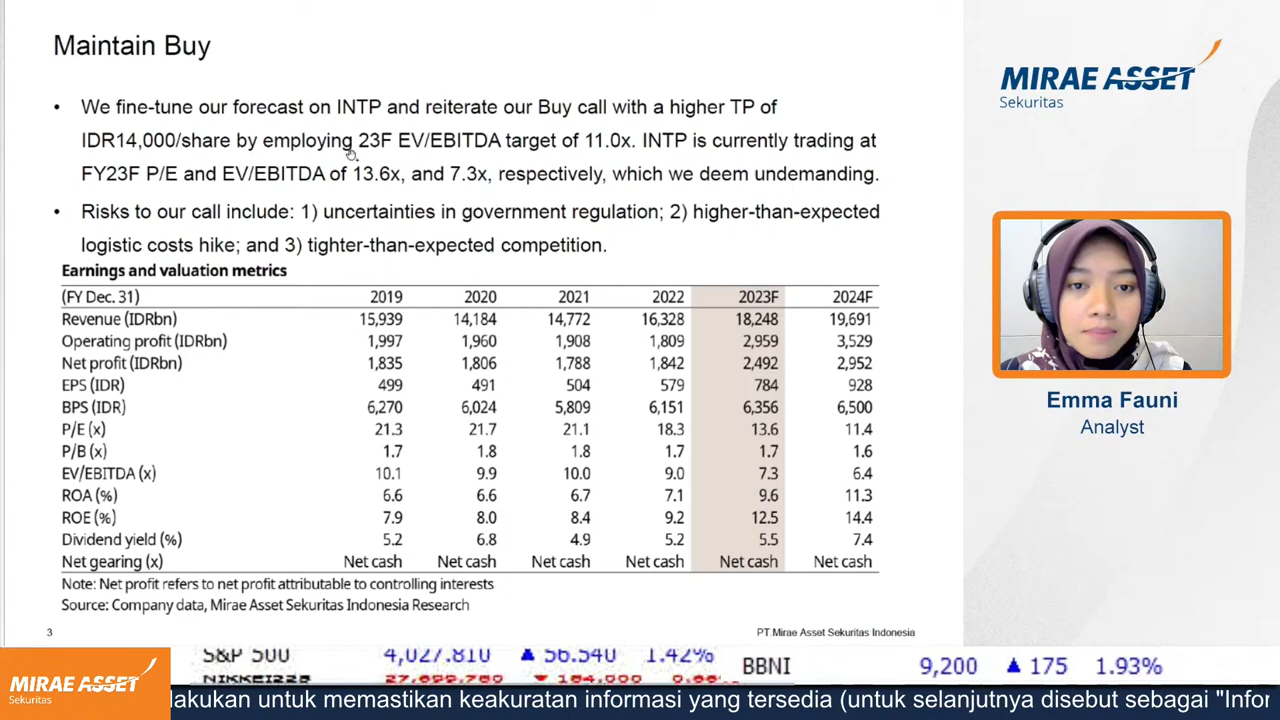 Maintain Buy
• We fine-tune our forecast on INTP and reiterate our Buy call with a higher TP of
IDR14,000/share by employing 23F EV/EBITDA target of 11.0x. INTP is currently trading at
FY23F P/E and EV/EBITDA of 13.6x, and 7.3x, respectively, which we deem undemanding.
• Risks to our call include: 1) uncertainties in government regulation; 2) higher-than-expected
logistic costs hike; and 3) tighter-than-expected competition.
Earnings and valuation metrics
(FY Dec. 31) 2019 2020 2021 2022 2023F 2024F
Revenue (IDRbn) 15,939 14,184 14,772 16,328 18,248 19,691
Operating profit (IDRbn) 1,997 1,960 1,908 1,809 2,959 3,529
Net profit (IDRbn) 1,835 1,806 1,788 1,842 2,492 2,952
EPS (IDR) 499 491 504 579 784 928
BPS (IDR) 6,270 6,024 5,809 6,151 6,356 6,500
P/E (x) 21.3 21.7 21.1 18.3 13.6 11.4
P/B (x) 1.7 1.8 1.8 1.7 1.7 1.6
EV/EBITDA (x) 10.1 9.9 10.0 9.0 7.3 6.4
ROA (%) 6.6 6.6 6.7 7.1 9.6 11.3
ROE (%) 7.9 8.0 8.4 9.2 12.5 14.4
Dividend yield (%) 5.2 6.8 4.9 5.2 5.5 7.4
Net gearing (x) Net cash Net cash Net cash Net cash Net cash Net cash
Note: Net profit refers to net profit attributable to controlling interests
Source: Company data, Mirae Asset Sekuritas Indonesia Research
3
PT.Mirae Asset Sekuritas Indonesia
MIRAE ASSET
Sekuritas
Emma Fauni
Analyst
S&P 500 4,027.810 ▲ 56.540 1.42%
BBNI 9,200 ▲ 175 1.93%
MIRAE ASSET
Sekuritas
lakukan untuk memastikan keakuratan informasi yang tersedia (untuk selanjutnya disebut sebagai "Infor